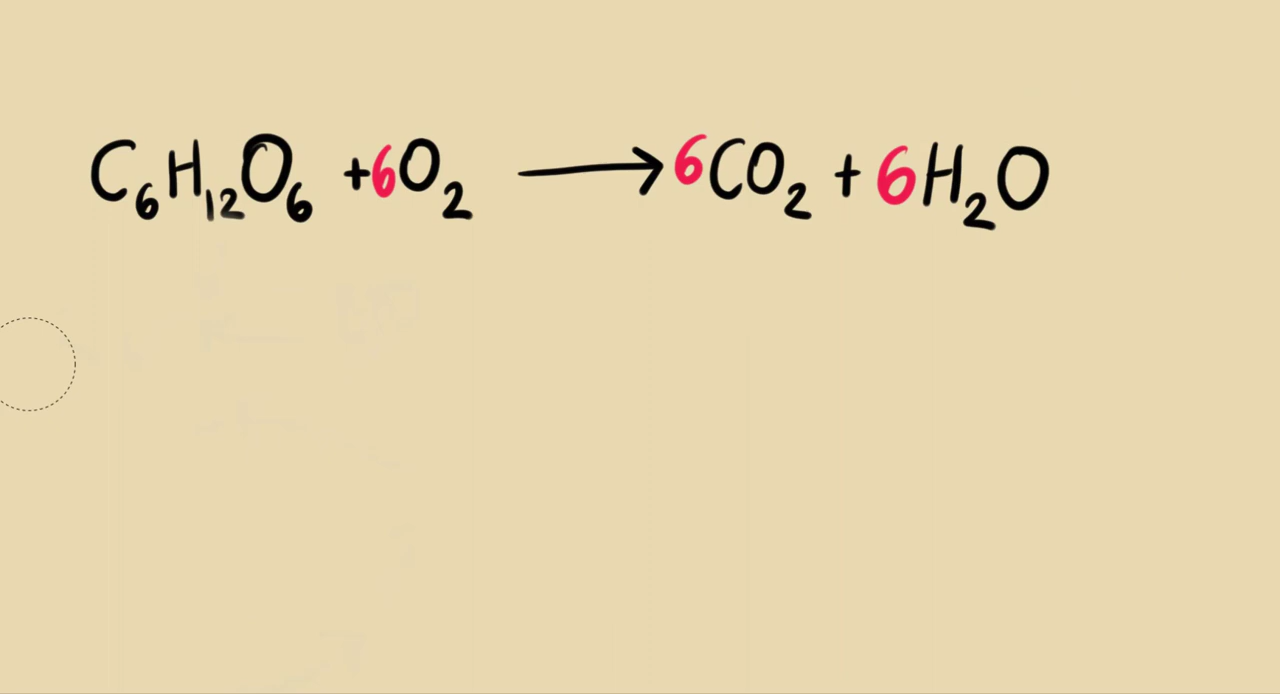 C₆H₁₂O₆ +6O₂ → 6CO₂ + 6H₂O